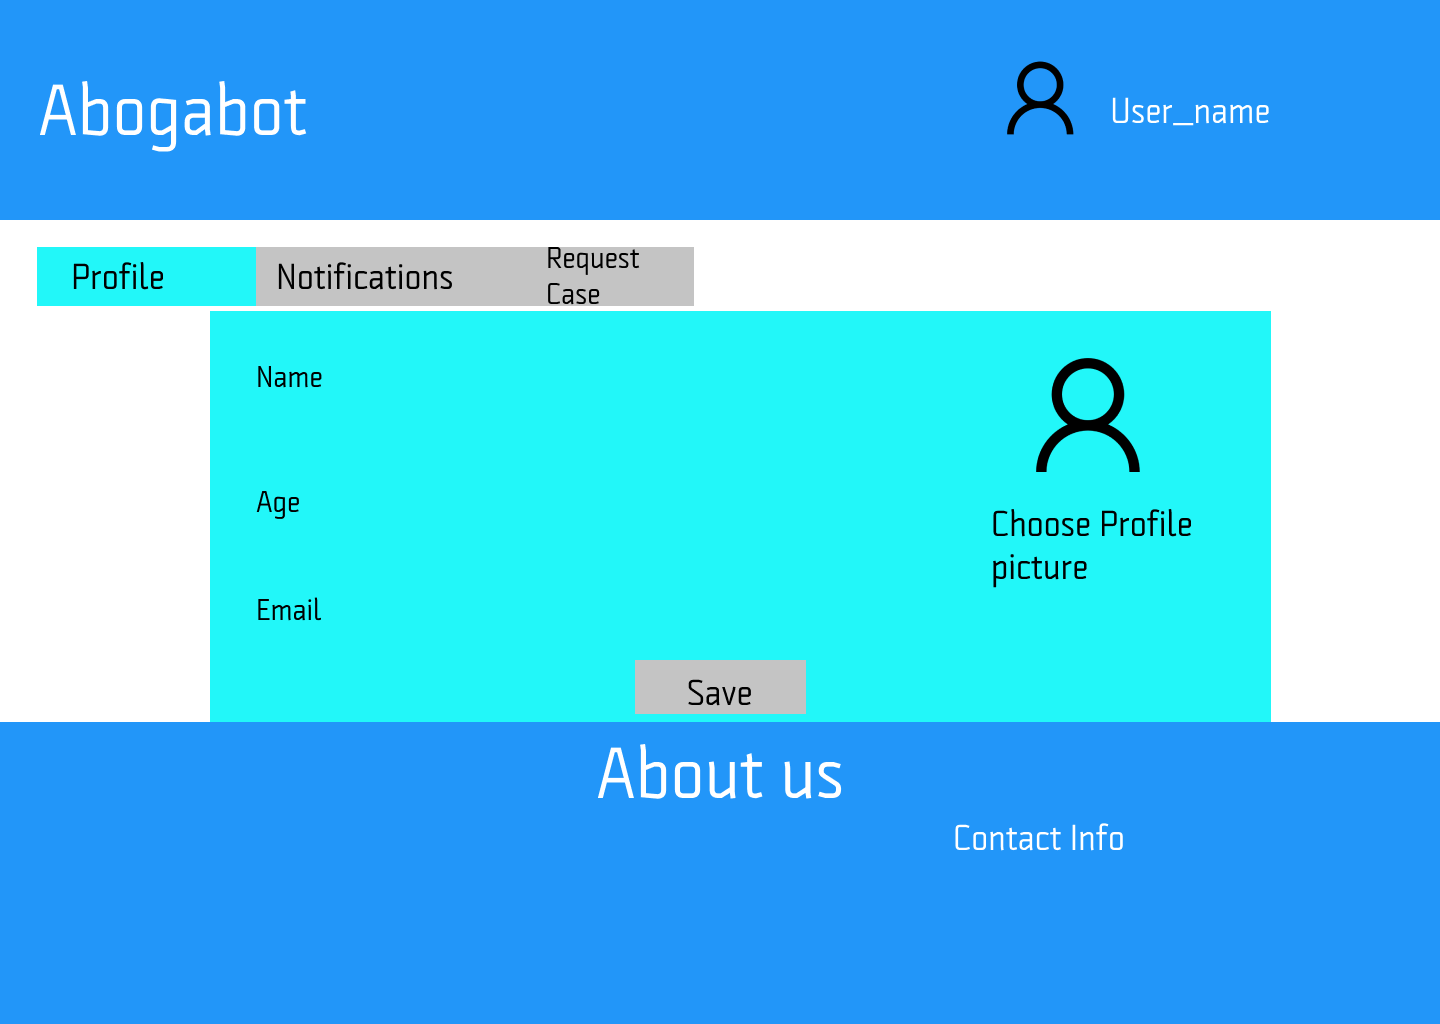 Abogabot
User_name
Profile
Notifications
Request
Case
Name
Age
Choose Profile
picture
Email
Save
About us
Contact Info